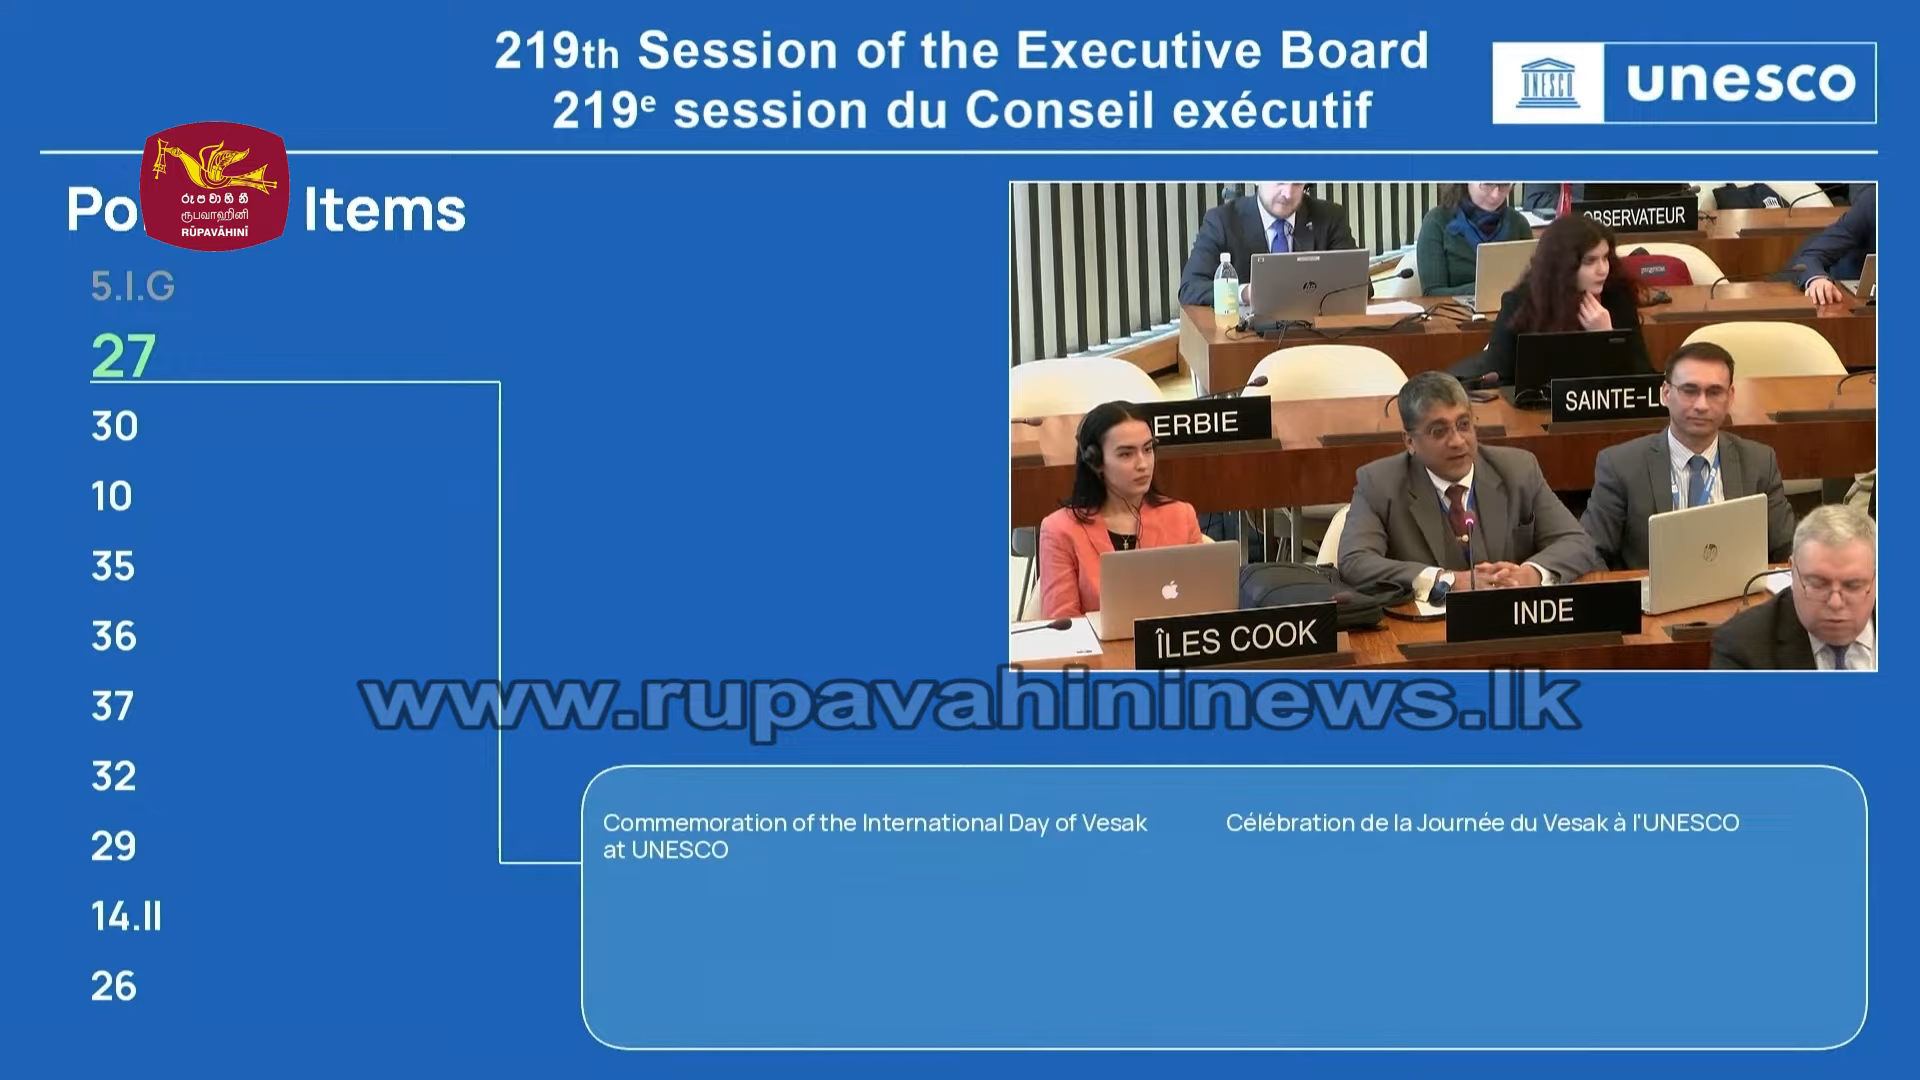 219th Session of the Executive Board
219e session du Conseil exécutif
UNESCO
unesco
Po
Items
රූපවාහිනී
ரூபவாஹினி
RŪPAVĀHINĪ
5.I.G
27
30
10
35
36
37
32
29
14.II
26
OBSERVATEUR
ERBIE
SAINTE-L
INDE
ÎLES COOK
www.rupavahininews.lk
Commemoration of the International Day of Vesak
at UNESCO
Célébration de la Journée du Vesak à l'UNESCO